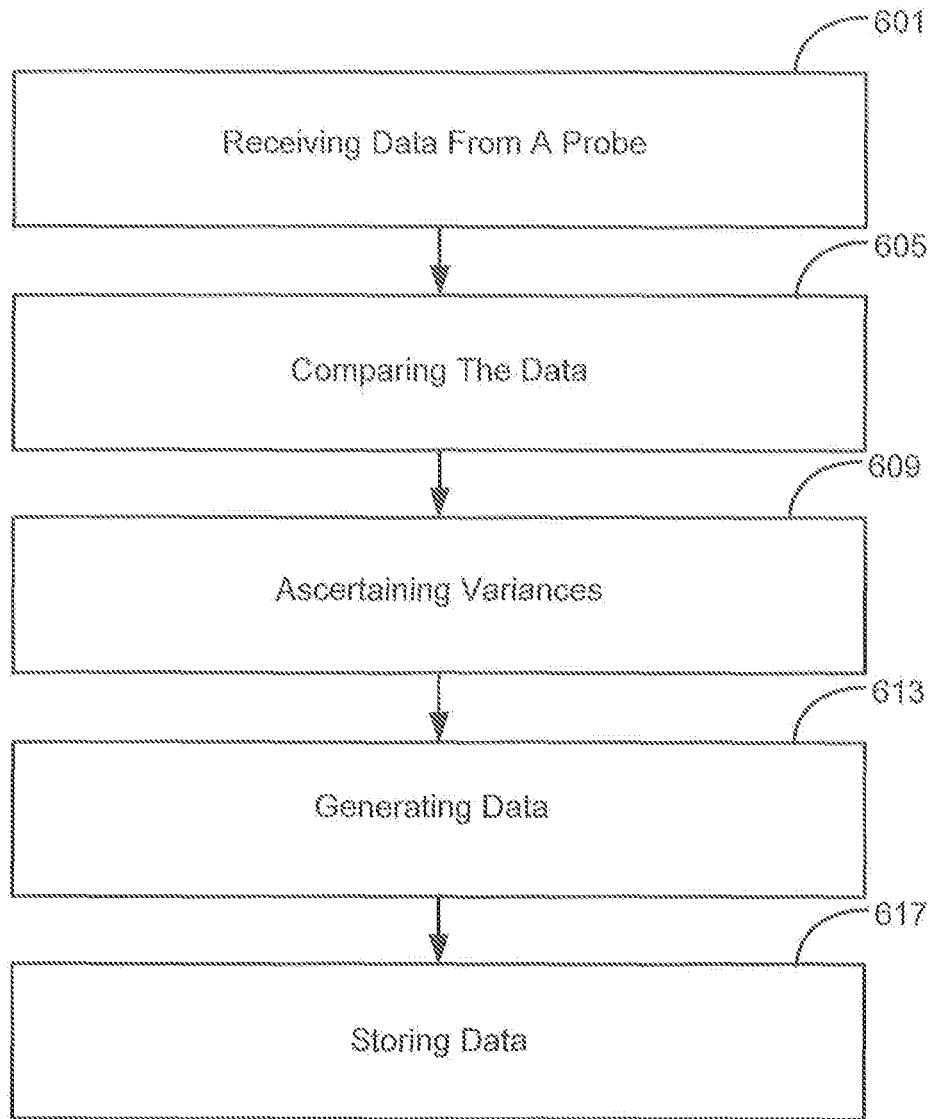 601
Receiving Data From A Probe
605
Comparing The Data
609
Ascertaining Variances
613
Generating Data
617
Storing Data